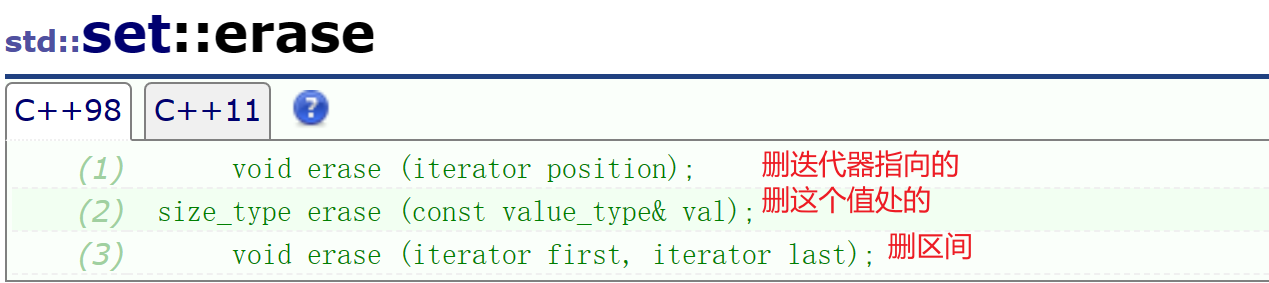 std::set::erase
C++98 C++11 ?
(1) void erase (iterator position); 删迭代器指向的
(2) size_type erase (const value_type& val); 删这个值处的
(3) void erase (iterator first, iterator last); 删区间